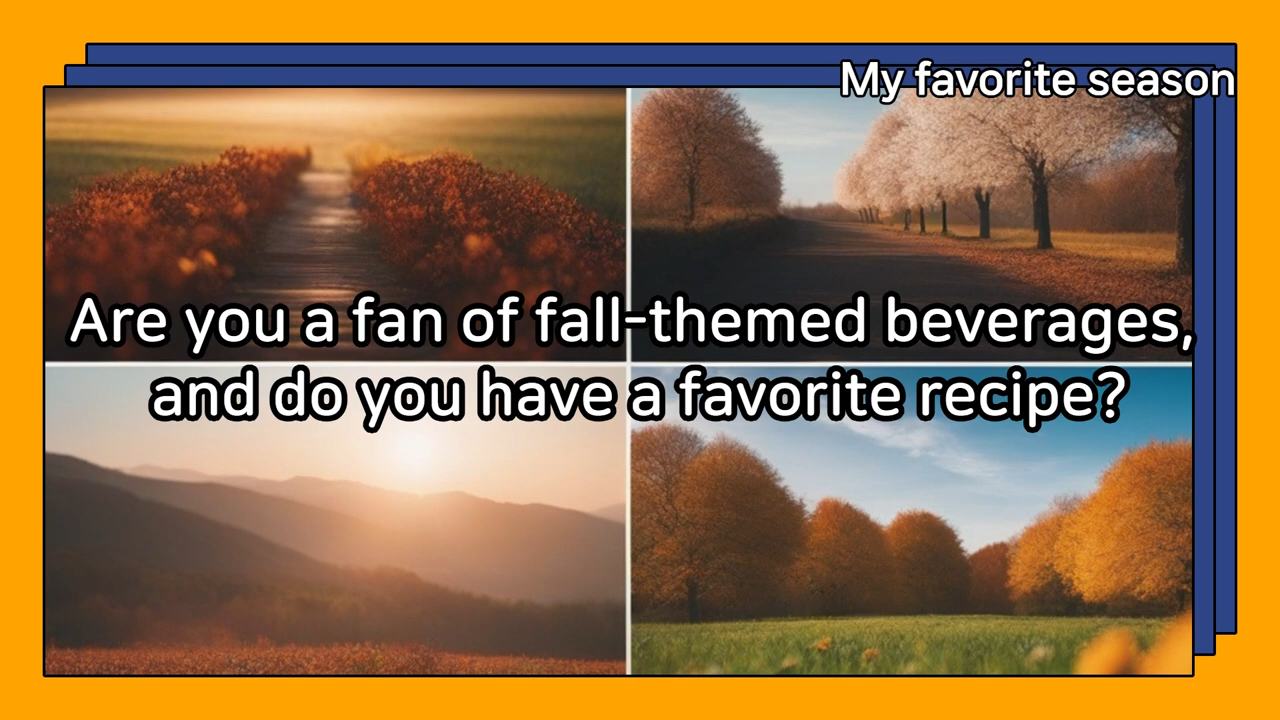 My favorite season
Are you a fan of fall-themed beverages,
and do you have a favorite recipe?